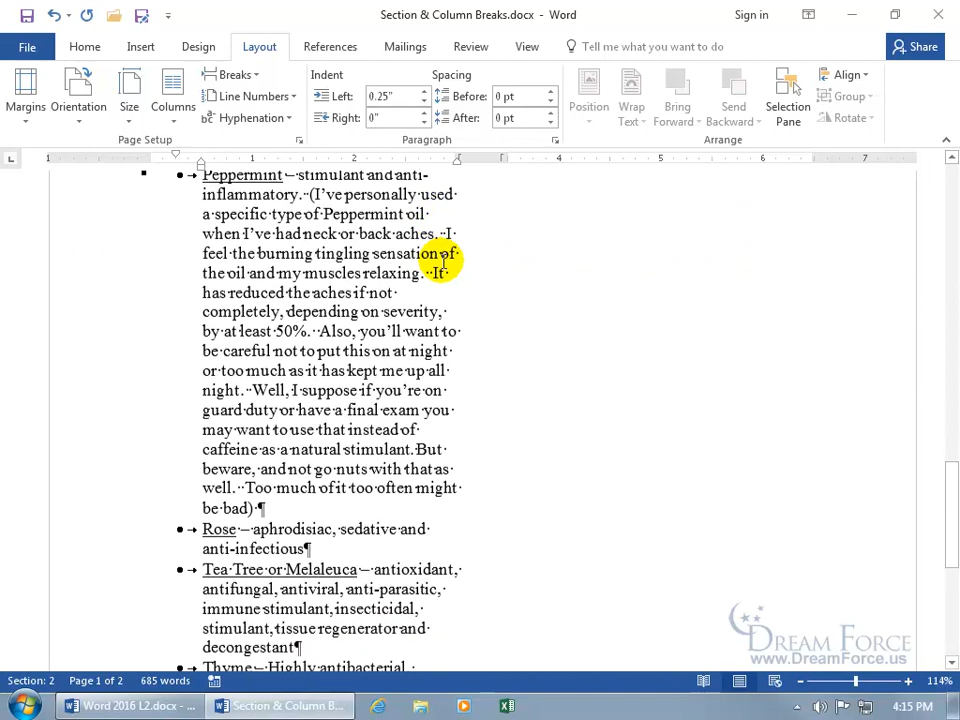 Section & Column Breaks.docx - Word
Sign in
File
Home
Insert
Design
Layout
References
Mailings
Review
View
Tell me what you want to do
Share
Margins
Orientation
Size
Columns
Breaks
Line Numbers
Hyphenation
Page Setup
Indent
Left: 0.25"
Right: 0"
Spacing
Before: 0 pt
After: 0 pt
Paragraph
Position
Wrap Text
Bring Forward
Send Backward
Selection Pane
Align
Group
Rotate
Arrange
1 1 2 3 4 5 6 7
Peppermint – stimulant and anti-
inflammatory. (I've personally used
a specific type of Peppermint oil
when I've had neck or back aches. I
feel the burning tingling sensation of
the oil and my muscles relaxing. It
has reduced the aches if not
completely, depending on severity,
by at least 50%. Also, you'll want to
be careful not to put this on at night
or too much as it has kept me up all
night. Well, I suppose if you're on
guard duty or have a final exam you
may want to use that instead of
caffeine as a natural stimulant. But
beware, and not go nuts with that as
well. Too much of it too often might
be bad) ¶
Rose – aphrodisiac, sedative and
anti-infectious¶
Tea Tree or Melaleuca – antioxidant,
antifungal, antiviral, anti-parasitic,
immune stimulant, insecticidal,
stimulant, tissue regenerator and
decongestant¶
Thyme – Highly antibacterial,
DREAM FORCE
www.DreamForce.us
Section: 2
Page 1 of 2
685 words
114%
Word 2016 L2.docx - ...
Section & Column B...
4:15 PM